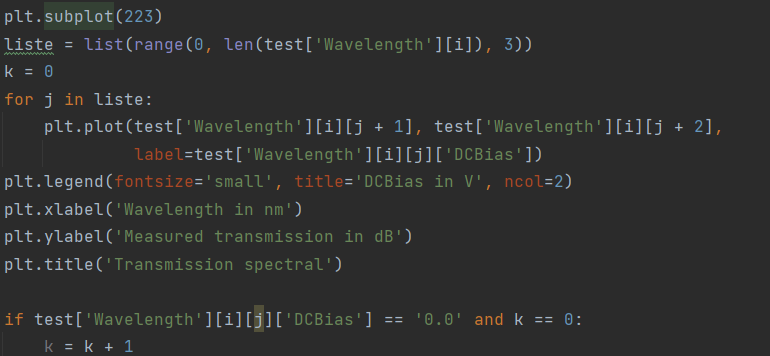 plt.subplot(223)
liste = list(range(0, len(test['Wavelength'][i]), 3))
k = 0
for j in liste:
    plt.plot(test['Wavelength'][i][j + 1], test['Wavelength'][i][j + 2],
             label=test['Wavelength'][i][j]['DCBias'])
plt.legend(fontsize='small', title='DCBias in V', ncol=2)
plt.xlabel('Wavelength in nm')
plt.ylabel('Measured transmission in dB')
plt.title('Transmission spectral')
if test['Wavelength'][i][j]['DCBias'] == '0.0' and k == 0:
    k = k + 1